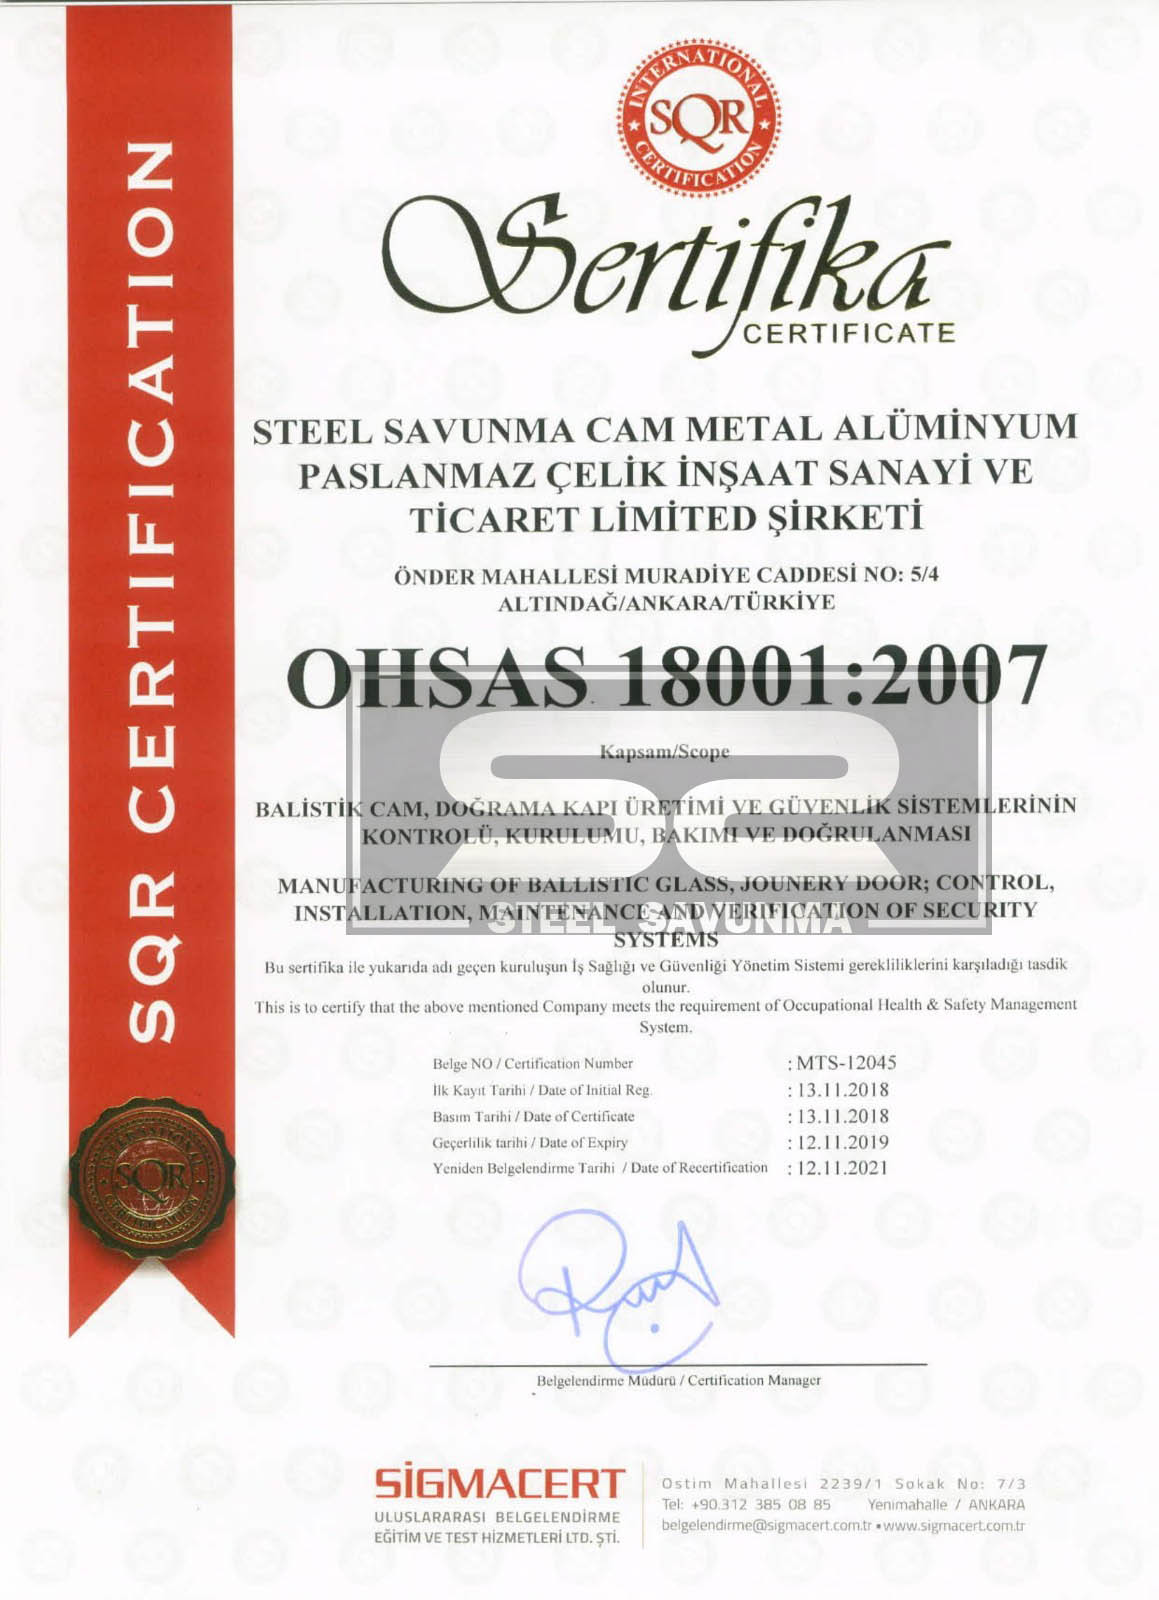 INTERNATIONAL
SQR
CERTIFICATION
Sertifika
CERTIFICATE
SQR CERTIFICATION
STEEL SAVUNMA CAM METAL ALÜMİNYUM
PASLANMAZ ÇELİK İNŞAAT SANAYİ VE
TİCARET LİMİTED ŞİRKETİ
ÖNDER MAHALLESİ MURADİYE CADDESİ NO: 5/4
ALTINDAĞ/ANKARA/TÜRKİYE
OHSAS 18001:2007
Kapsam/Scope
BALİSTİK CAM, DOĞRAMA KAPI ÜRETİMİ VE GÜVENLİK SİSTEMLERİNİN
KONTROLÜ, KURULUMU, BAKIMI VE DOĞRULANMASI
MANUFACTURING OF BALLISTIC GLASS, JOUNERY DOOR; CONTROL,
INSTALLATION, MAINTENANCE AND VERIFICATION OF SECURITY
STEEL SAVUNMA
SYSTEMS
Bu sertifika ile yukarıda adı geçen kuruluşun İş Sağlığı ve Güvenliği Yönetim Sistemi gerekliliklerini karşıladığı tasdik
olunur.
This is to certify that the above mentioned Company meets the requirement of Occupational Health & Safety Management
System.
Belge NO / Certification Number : MTS-12045
İlk Kayıt Tarihi / Date of Initial Reg. : 13.11.2018
Basım Tarihi / Date of Certificate : 13.11.2018
Geçerlilik tarihi / Date of Expiry : 12.11.2019
Yeniden Belgelendirme Tarihi / Date of Recertification : 12.11.2021
INTERNATIONAL
SQR
CERTIFICATION
Belgelendirme Müdürü / Certification Manager
SİGMACERT
ULUSLARARASI BELGELENDİRME
EĞİTİM VE TEST HİZMETLERİ LTD. ŞTİ.
Ostim Mahallesi 2239/1 Sokak No: 7/3
Tel: +90.312 385 08 85 Yenimahalle / ANKARA
belgelendirme@sigmacert.com.tr • www.sigmacert.com.tr